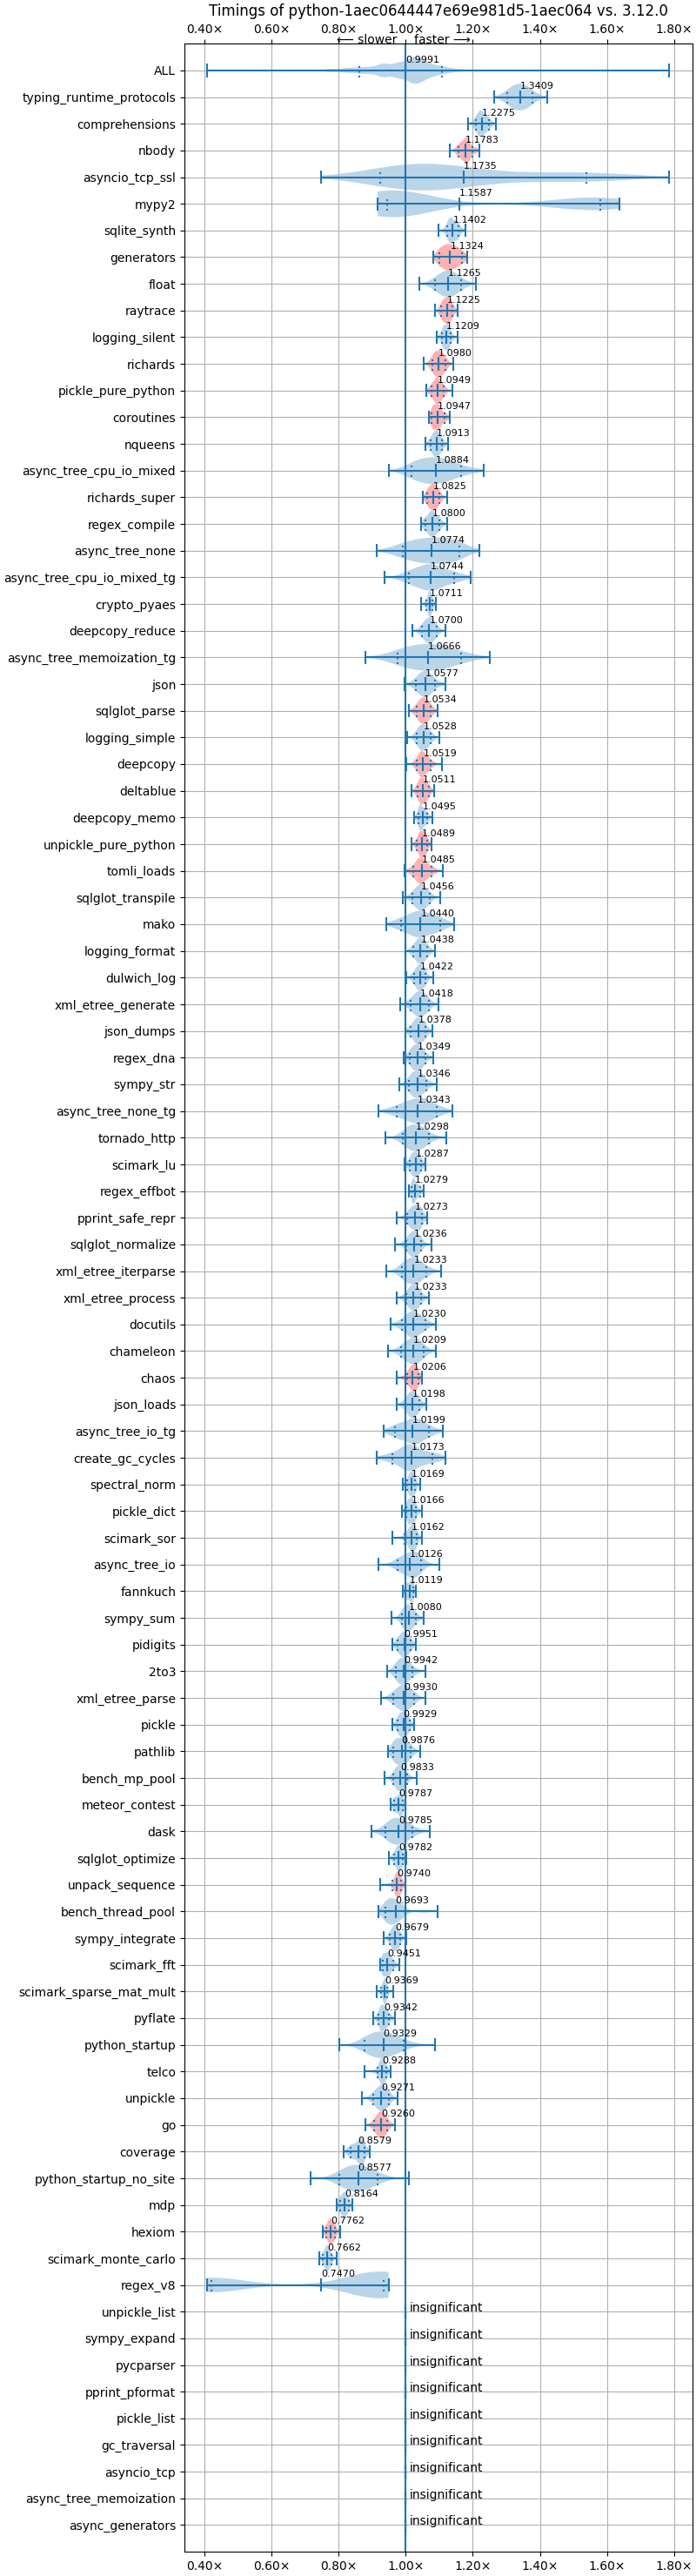 Timings of python-1aec0644447e69e981d5-1aec064 vs. 3.12.0
0.40× 0.60× 0.80× 1.00× 1.20× 1.40× 1.60× 1.80×
⟵ slower faster ⟶
ALL 0.9991
typing_runtime_protocols 1.3409
comprehensions 1.2275
nbody 1.1783
asyncio_tcp_ssl 1.1735
mypy2 1.1587
sqlite_synth 1.1402
generators 1.1324
float 1.1265
raytrace 1.1225
logging_silent 1.1209
richards 1.0980
pickle_pure_python 1.0949
coroutines 1.0947
nqueens 1.0913
async_tree_cpu_io_mixed 1.0884
richards_super 1.0825
regex_compile 1.0800
async_tree_none 1.0774
async_tree_cpu_io_mixed_tg 1.0744
crypto_pyaes 1.0711
deepcopy_reduce 1.0700
async_tree_memoization_tg 1.0666
json 1.0577
sqlglot_parse 1.0534
logging_simple 1.0528
deepcopy 1.0519
deltablue 1.0511
deepcopy_memo 1.0495
unpickle_pure_python 1.0489
tomli_loads 1.0485
sqlglot_transpile 1.0456
mako 1.0440
logging_format 1.0438
dulwich_log 1.0422
xml_etree_generate 1.0418
json_dumps 1.0378
regex_dna 1.0349
sympy_str 1.0346
async_tree_none_tg 1.0343
tornado_http 1.0298
scimark_lu 1.0287
regex_effbot 1.0279
pprint_safe_repr 1.0273
sqlglot_normalize 1.0236
xml_etree_iterparse 1.0233
xml_etree_process 1.0233
docutils 1.0230
chameleon 1.0209
chaos 1.0206
json_loads 1.0198
async_tree_io_tg 1.0199
create_gc_cycles 1.0173
spectral_norm 1.0169
pickle_dict 1.0166
scimark_sor 1.0162
async_tree_io 1.0126
fannkuch 1.0119
sympy_sum 1.0080
pidigits 0.9951
2to3 0.9942
xml_etree_parse 0.9930
pickle 0.9929
pathlib 0.9876
bench_mp_pool 0.9833
meteor_contest 0.9787
dask 0.9785
sqlglot_optimize 0.9782
unpack_sequence 0.9740
bench_thread_pool 0.9693
sympy_integrate 0.9679
scimark_fft 0.9451
scimark_sparse_mat_mult 0.9369
pyflate 0.9342
python_startup 0.9329
telco 0.9288
unpickle 0.9271
go 0.9260
coverage 0.8579
python_startup_no_site 0.8577
mdp 0.8164
hexiom 0.7762
scimark_monte_carlo 0.7662
regex_v8 0.7470
unpickle_list insignificant
sympy_expand insignificant
pycparser insignificant
pprint_pformat insignificant
pickle_list insignificant
gc_traversal insignificant
asyncio_tcp insignificant
async_tree_memoization insignificant
async_generators insignificant
0.40× 0.60× 0.80× 1.00× 1.20× 1.40× 1.60× 1.80×